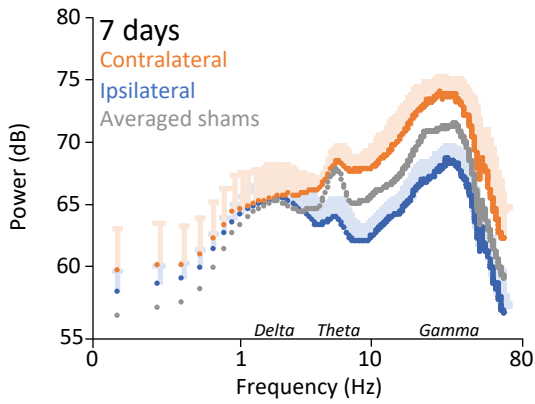 80
7 days
Contralateral
75
Ipsilateral
Averaged shams
70
Power (dB)
65
60
Delta Theta Gamma
55
0 1 10 80
Frequency (Hz)